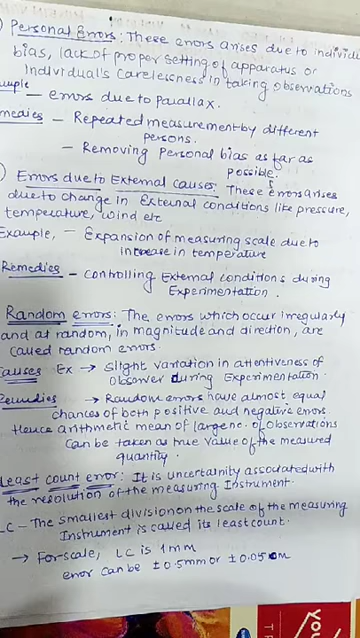 ) Personal Errors: These errors arises due to individu
bias, lack of proper setting of apparatus or
Individual's carelessness in taking observations
ample — errors due to Parallax.
medies — Repeated measurement by different
persons.
— Removing Personal bias as far as
possible.
) Errors due to External causes: These errors arises
due to change in External conditions like pressure,
temperature, wind etc
Example, — Expansion of measuring scale due to
increase in temperature
Remedies — Controlling External conditions during
Experimentation.
Random errors: The errors which occur irregularly
and at random, in magnitude and direction, are
called random errors.
Causes Ex → Slight variation in attentiveness of
observer during Experimentation.
Remedies → Random errors have almost equal
chances of both positive and negative errors
Hence arithmetic mean of large no. of observations
can be taken as true value of the measured
quantity.
Least count error: It is uncertainity associated with
the resolution of the measuring Instrument.
LC — The smallest division on the scale of the measuring
Instrument is called its least count.
→ For scale, LC is 1mm
error can be ±0.5mm or ±0.05cm
YOU